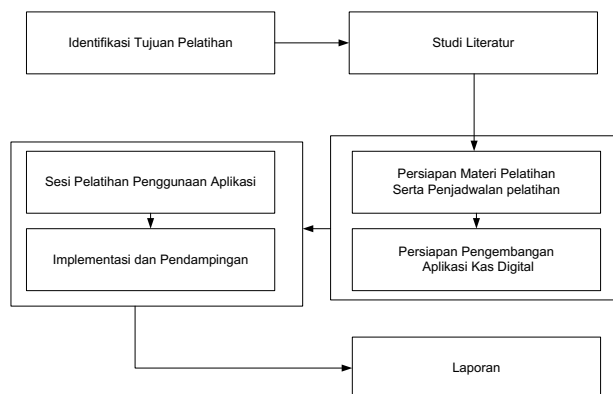 Identifikasi Tujuan Pelatihan
Studi Literatur
Persiapan Materi Pelatihan
Serta Penjadwalan pelatihan
Persiapan Pengembangan
Aplikasi Kas Digital
Sesi Pelatihan Penggunaan Aplikasi
Implementasi dan Pendampingan
Laporan